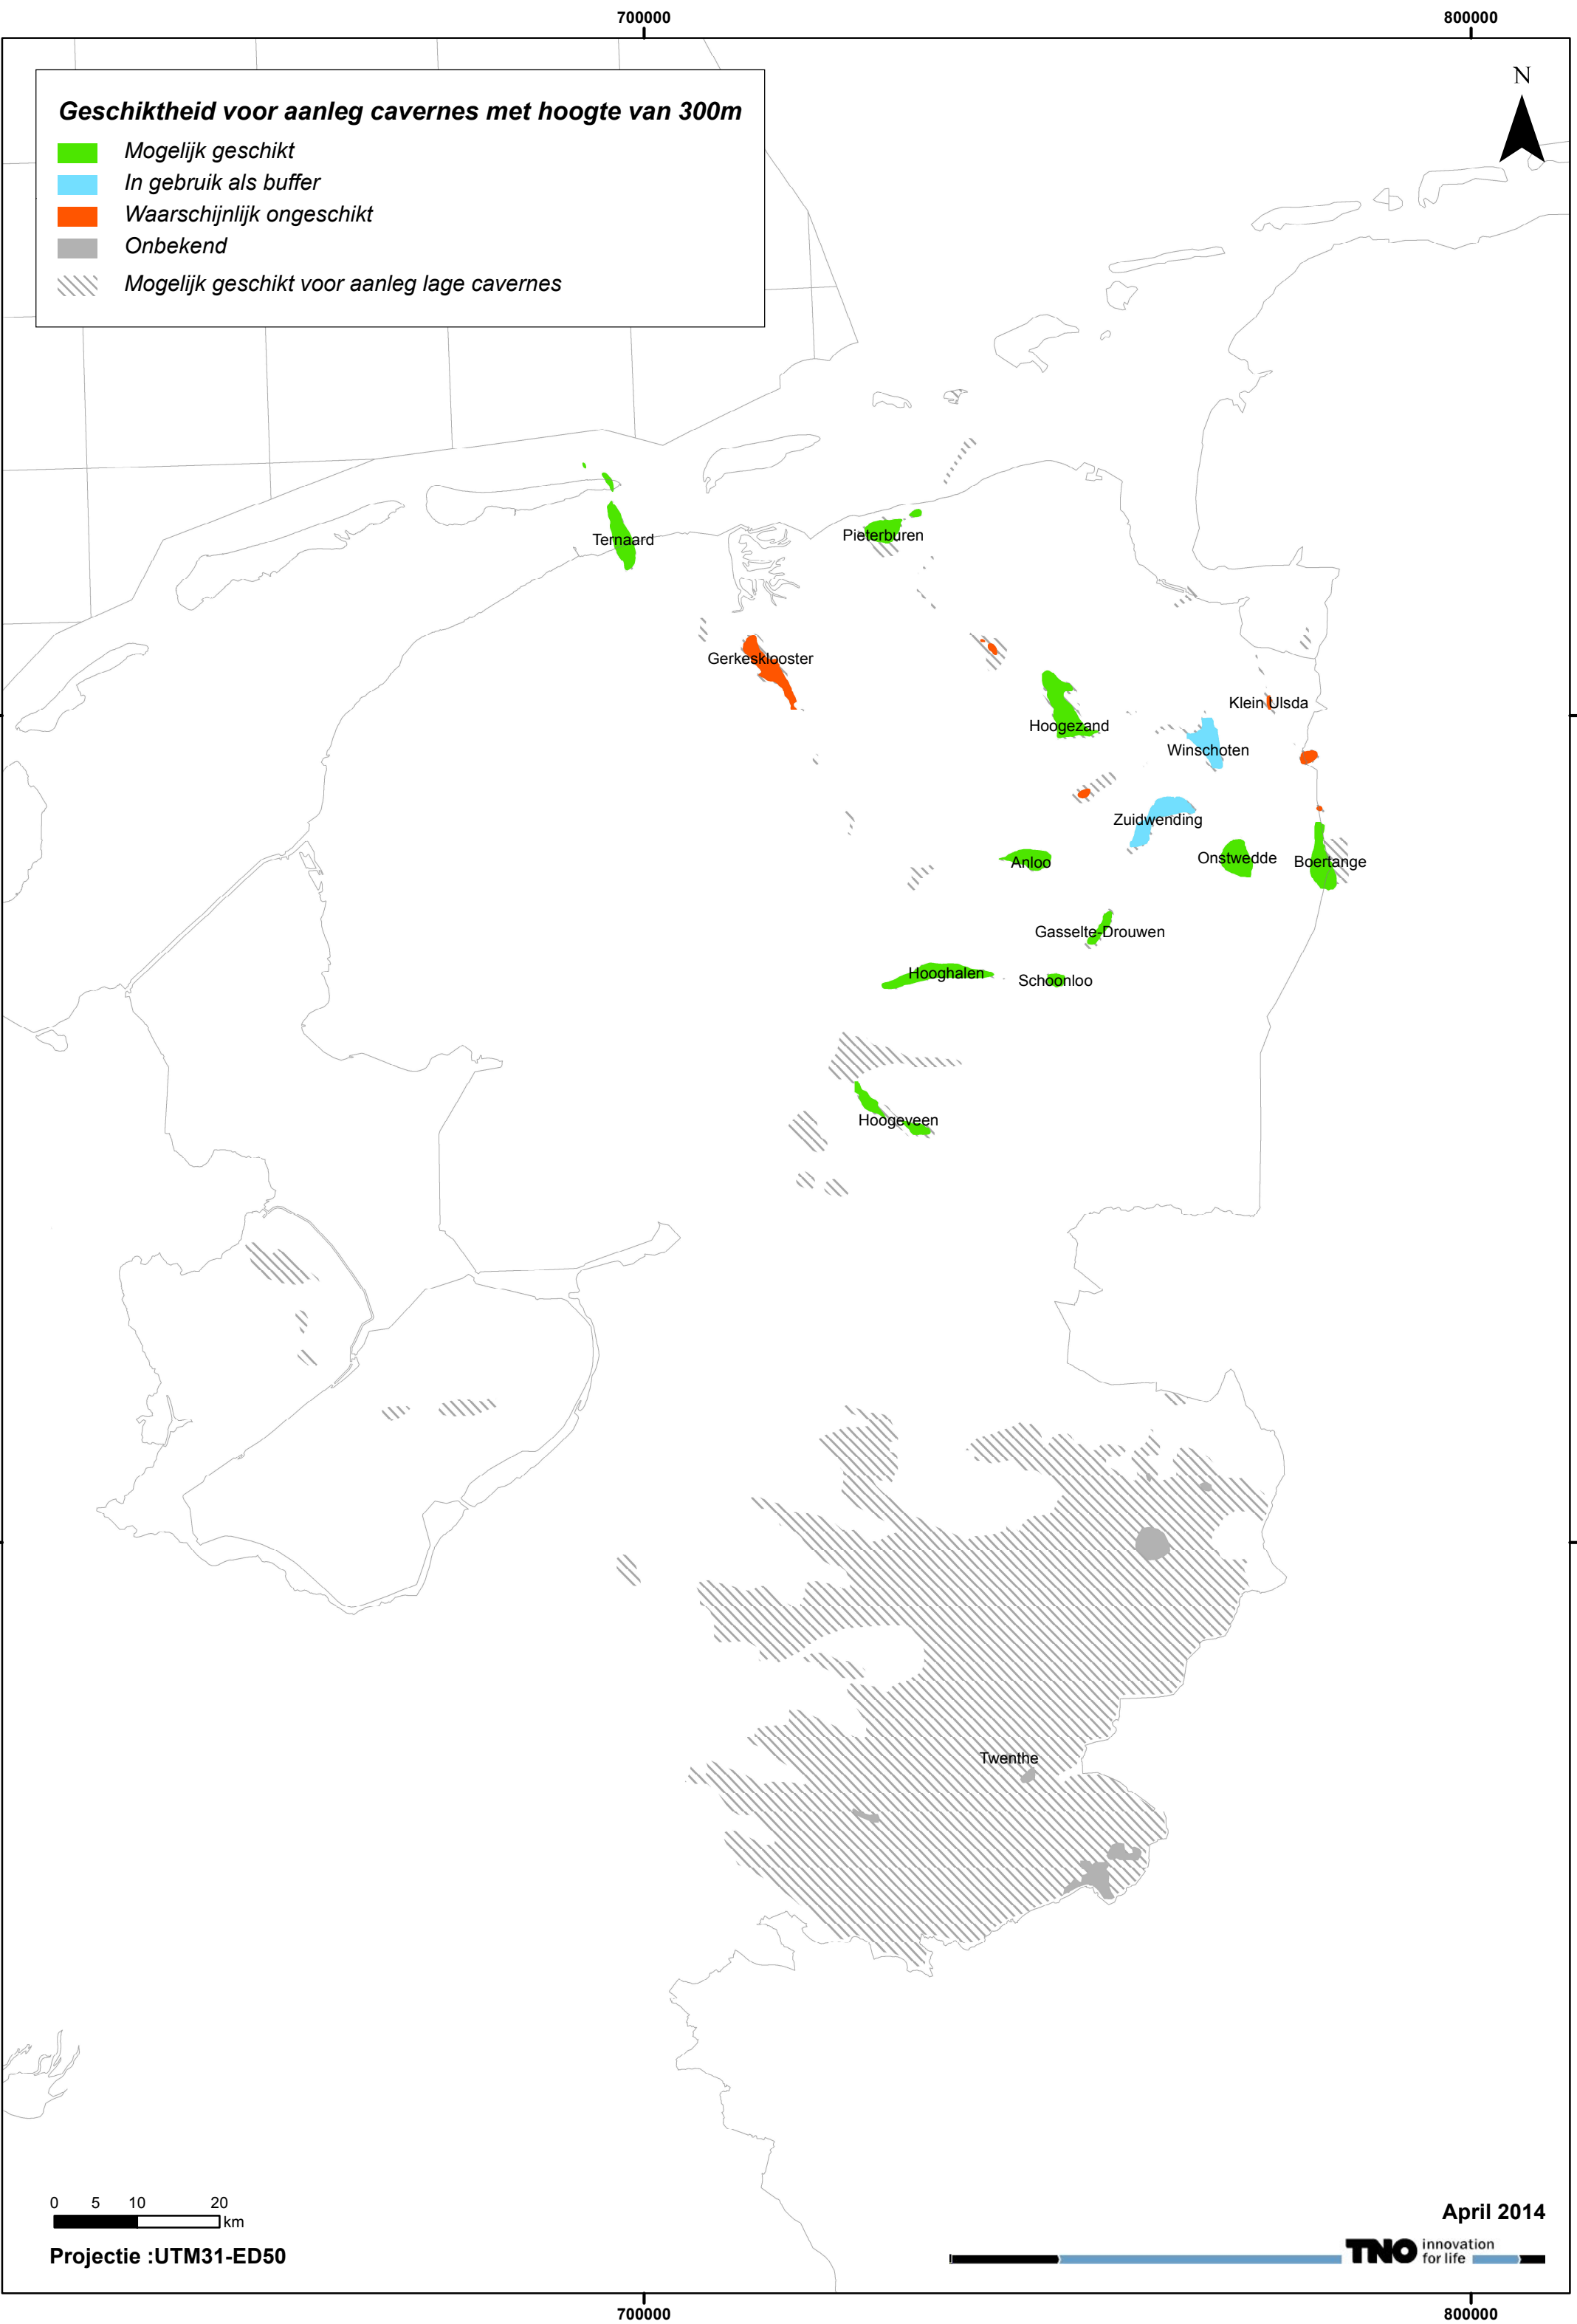 700000
800000
N
Geschiktheid voor aanleg cavernes met hoogte van 300m
Mogelijk geschikt
In gebruik als buffer
Waarschijnlijk ongeschikt
Onbekend
Mogelijk geschikt voor aanleg lage cavernes
Ternaard
Pieterburen
Gerkesklooster
Klein Ulsda
Hoogezand
Winschoten
Zuidwending
Anloo
Onstwedde
Boertange
Gasselte-Drouwen
Hooghalen
Schoonloo
Hoogeveen
Twenthe
0 5 10 20
km
Projectie :UTM31-ED50
April 2014
TNO innovation
for life
700000
800000